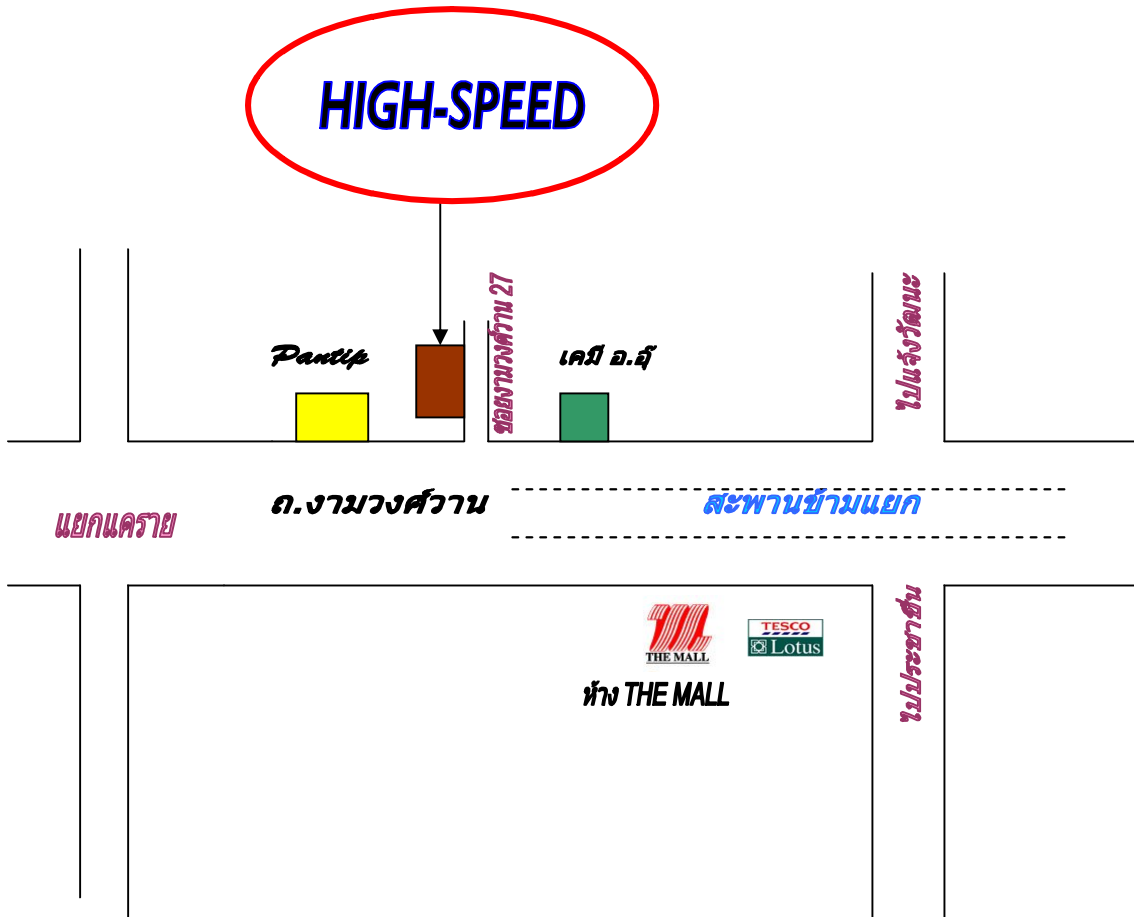 HIGH-SPEED
ซอยงามวงศ์วาน 27
ไปแจ้งวัฒนะ
Pantip
เคมี อ.อุ๊
ถ.งามวงศ์วาน
สะพานข้ามแยก
แยกแคราย
ไปประชาชื่น
THE MALL
TESCO
Lotus
ห้าง THE MALL